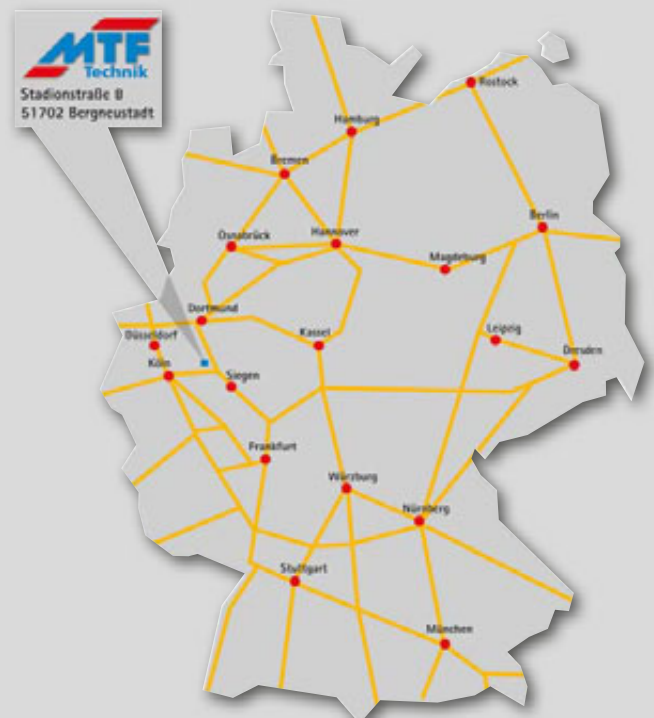 MTF
Technik
Stadionstraße 8
51702 Bergneustadt
Rostock
Hamburg
Bremen
Berlin
Osnabrück
Hannover
Magdeburg
Dortmund
Düsseldorf
Kassel
Leipzig
Köln
Dresden
Siegen
Frankfurt
Würzburg
Nürnberg
Stuttgart
München